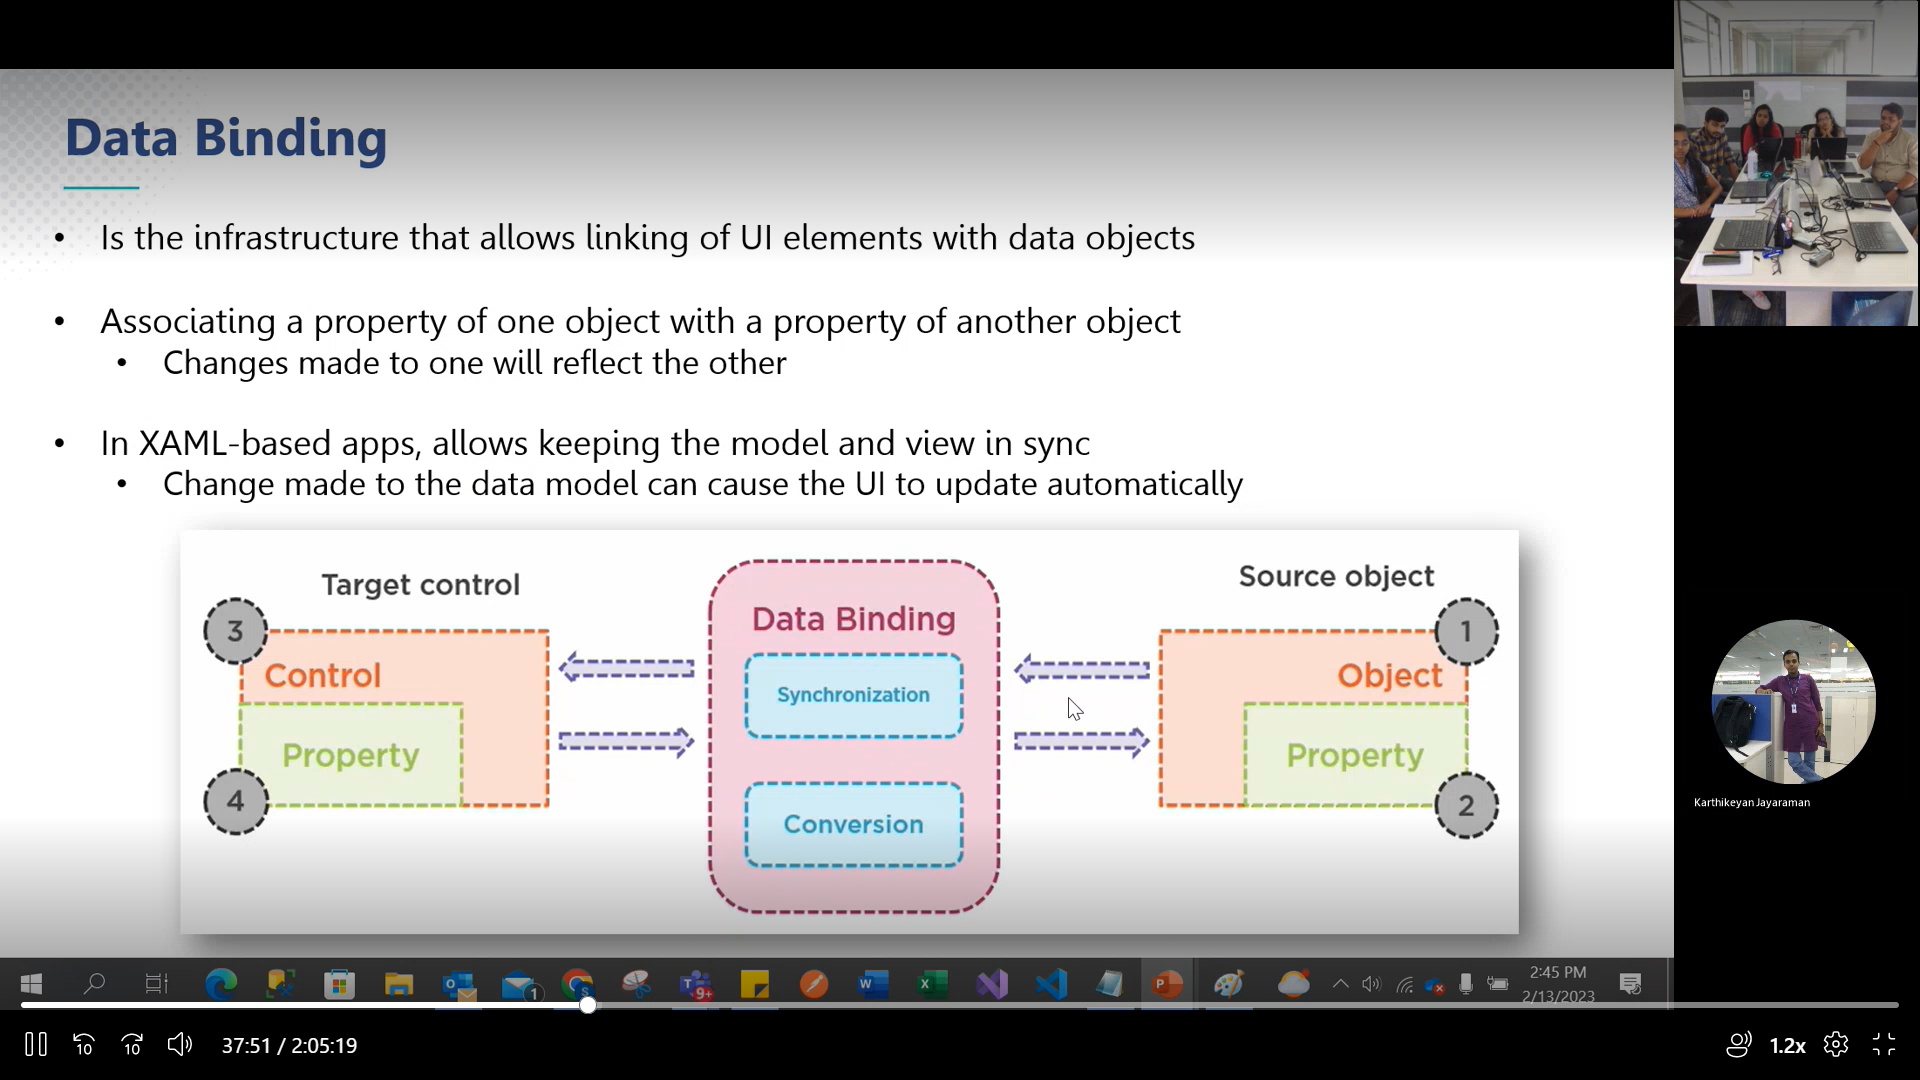 Data Binding
• Is the infrastructure that allows linking of UI elements with data objects
• Associating a property of one object with a property of another object
• Changes made to one will reflect the other
• In XAML-based apps, allows keeping the model and view in sync
• Change made to the data model can cause the UI to update automatically
Target control
Data Binding
Source object
3
1
Control
Synchronization
Object
Property
Property
4
Conversion
2
Karthikeyan Jayaraman
1
9+
2:45 PM
2/13/2023
10
10
37:51 / 2:05:19
1.2x